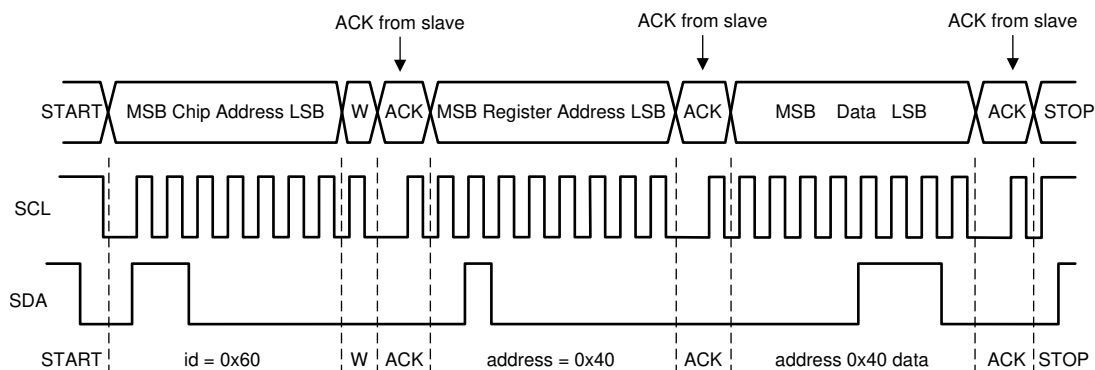 ACK from slave ACK from slave ACK from slave
START MSB Chip Address LSB W ACK MSB Register Address LSB ACK MSB Data LSB ACK STOP
SCL
SDA
START id = 0x60 W ACK address = 0x40 ACK address 0x40 data ACK STOP